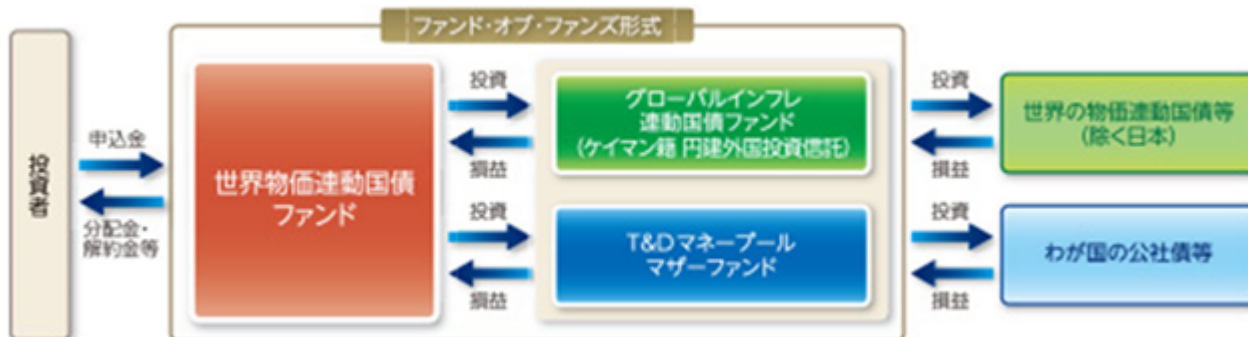 ファンド・オブ・ファンズ形式
投資者
申込金
分配金・
解約金等
世界物価連動国債
ファンド
投資
損益
グローバルインフレ
連動国債ファンド
(ケイマン籍 円建外国投資信託)
投資
損益
世界の物価連動国債等
(除く日本)
投資
損益
T&Dマネープール
マザーファンド
投資
損益
わが国の公社債等